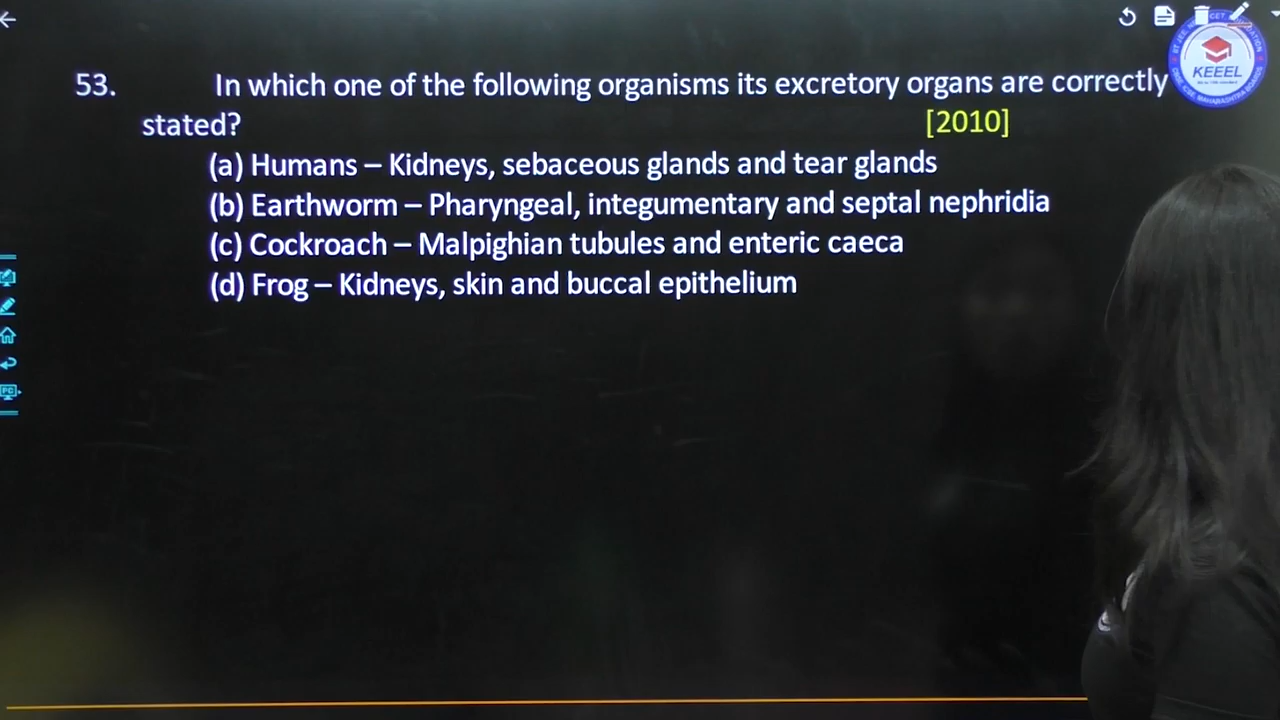 53. In which one of the following organisms its excretory organs are correctly
stated? [2010]
(a) Humans – Kidneys, sebaceous glands and tear glands
(b) Earthworm – Pharyngeal, integumentary and septal nephridia
(c) Cockroach – Malpighian tubules and enteric caeca
(d) Frog – Kidneys, skin and buccal epithelium
KEEEL
PC